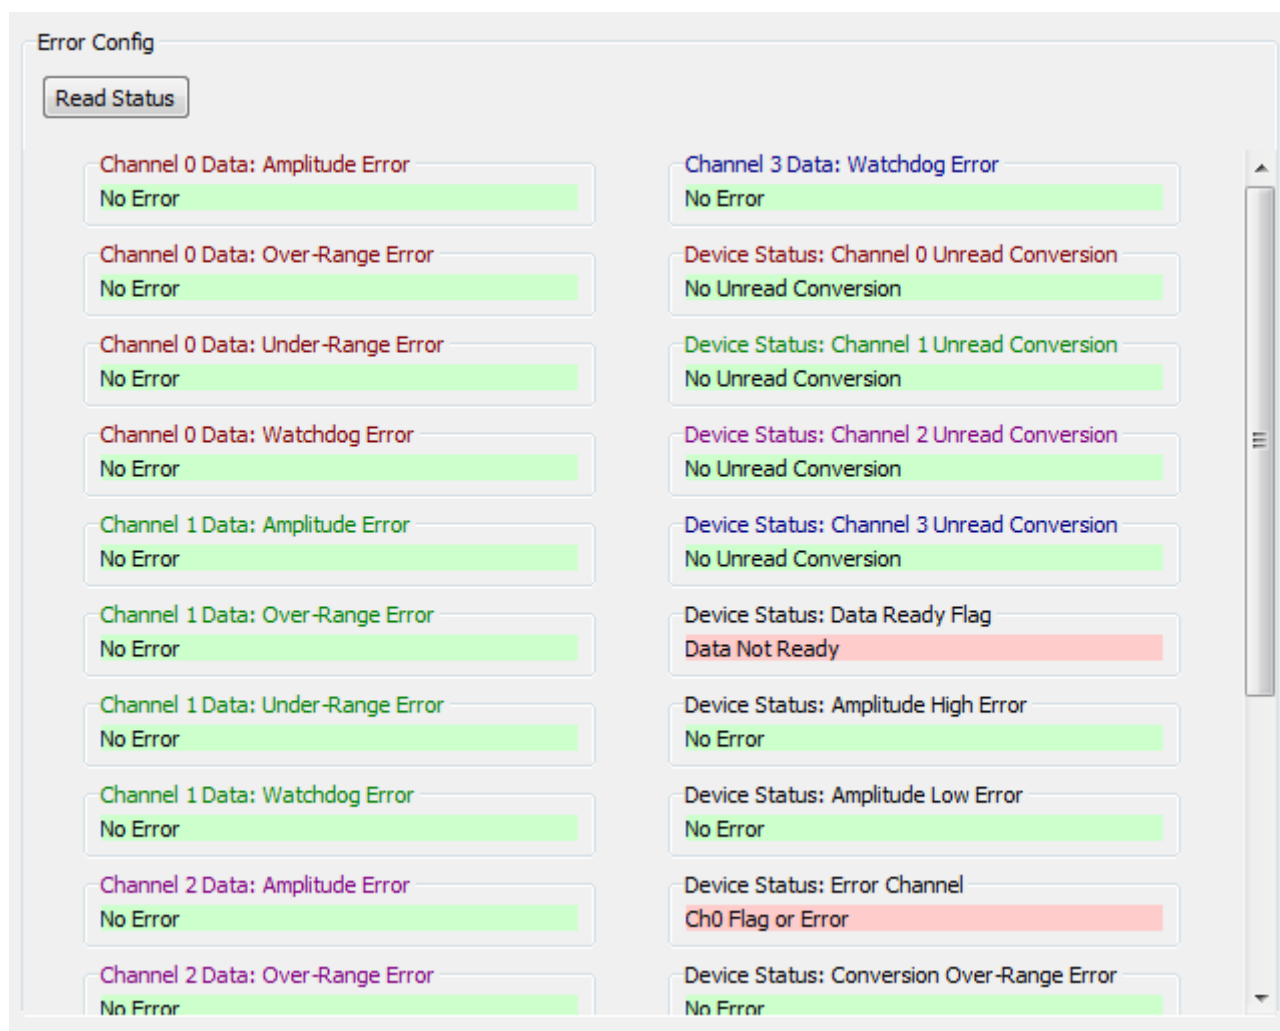 Error Config
Read Status
Channel 0 Data: Amplitude Error
No Error
Channel 0 Data: Over-Range Error
No Error
Channel 0 Data: Under-Range Error
No Error
Channel 0 Data: Watchdog Error
No Error
Channel 1 Data: Amplitude Error
No Error
Channel 1 Data: Over-Range Error
No Error
Channel 1 Data: Under-Range Error
No Error
Channel 1 Data: Watchdog Error
No Error
Channel 2 Data: Amplitude Error
No Error
Channel 2 Data: Over-Range Error
No Error
Channel 3 Data: Watchdog Error
No Error
Device Status: Channel 0 Unread Conversion
No Unread Conversion
Device Status: Channel 1 Unread Conversion
No Unread Conversion
Device Status: Channel 2 Unread Conversion
No Unread Conversion
Device Status: Channel 3 Unread Conversion
No Unread Conversion
Device Status: Data Ready Flag
Data Not Ready
Device Status: Amplitude High Error
No Error
Device Status: Amplitude Low Error
No Error
Device Status: Error Channel
Ch0 Flag or Error
Device Status: Conversion Over-Range Error
No Error